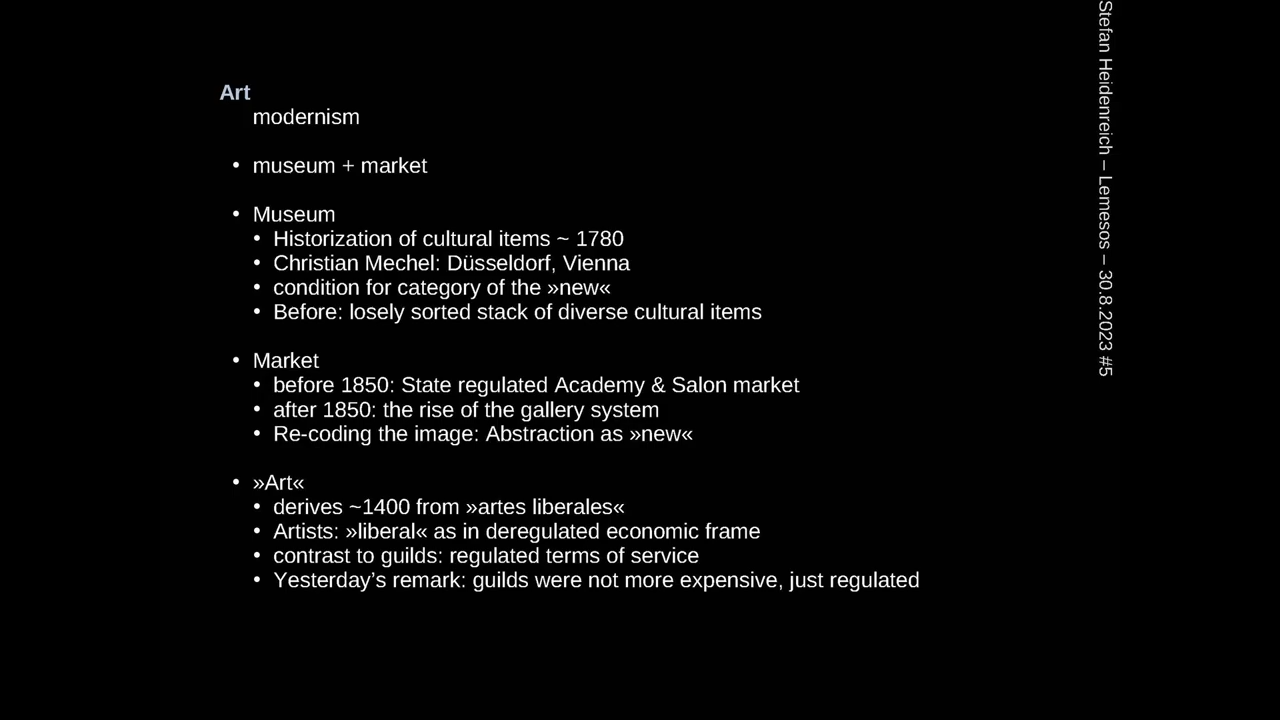 Art
modernism
• museum + market
• Museum
• Historization of cultural items ~ 1780
• Christian Mechel: Düsseldorf, Vienna
• condition for category of the »new«
• Before: losely sorted stack of diverse cultural items
• Market
• before 1850: State regulated Academy & Salon market
• after 1850: the rise of the gallery system
• Re-coding the image: Abstraction as »new«
• »Art«
• derives ~1400 from »artes liberales«
• Artists: »liberal« as in deregulated economic frame
• contrast to guilds: regulated terms of service
• Yesterday’s remark: guilds were not more expensive, just regulated
Stefan Heidenreich – Lemesos – 30.8.2023 #5